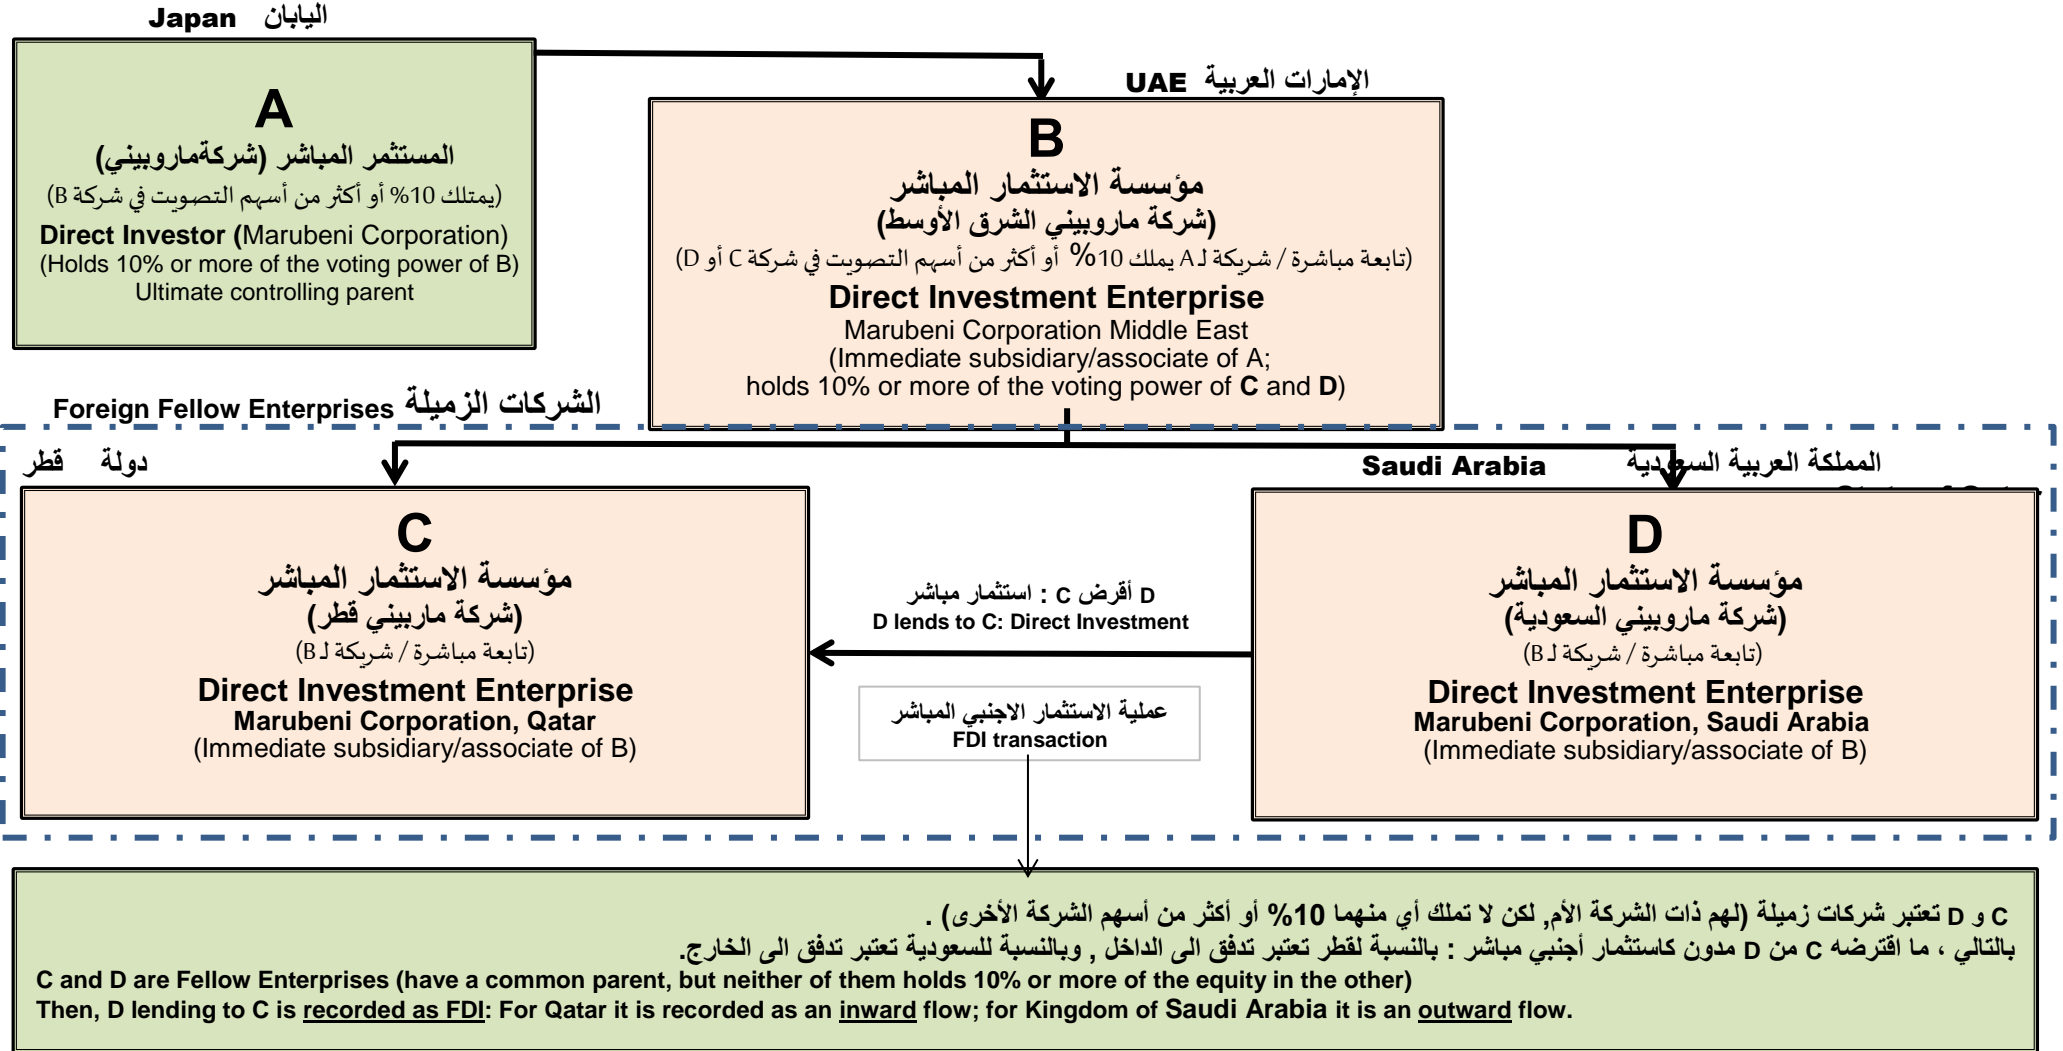 اليابان Japan
A
المستثمر المباشر (شركةماروبيني)
(يمتلك 10% أو أكثر من أسهم التصويت في شركة B)
Direct Investor (Marubeni Corporation)
(Holds 10% or more of the voting power of B)
Ultimate controlling parent
الإمارات العربية UAE
B
مؤسسة الاستثمار المباشر
(شركة ماروبيني الشرق الأوسط)
(تابعة مباشرة / شريكة لـ A يملك 10% أو أكثر من أسهم التصويت في شركة C أو D)
Direct Investment Enterprise
Marubeni Corporation Middle East
(Immediate subsidiary/associate of A;
holds 10% or more of the voting power of C and D)
الشركات الزميلة Foreign Fellow Enterprises
دولة قطر
المملكة العربية السعودية Saudi Arabia
C
مؤسسة الاستثمار المباشر
(شركة ماربيني قطر)
(تابعة مباشرة / شريكة لـ B)
Direct Investment Enterprise
Marubeni Corporation, Qatar
(Immediate subsidiary/associate of B)
D أقرض C : استثمار مباشر
D lends to C: Direct Investment
عملية الاستثمار الاجنبي المباشر
FDI transaction
D
مؤسسة الاستثمار المباشر
(شركة ماروبيني السعودية)
(تابعة مباشرة / شريكة لـ B)
Direct Investment Enterprise
Marubeni Corporation, Saudi Arabia
(Immediate subsidiary/associate of B)
C و D تعتبر شركات زميلة (لهم ذات الشركة الأم, لكن لا تملك أي منهما 10% أو أكثر من أسهم الشركة الأخرى) .
بالتالي ، ما اقترضه C من D مدون كاستثمار أجنبي مباشر : بالنسبة لقطر تعتبر تدفق الى الداخل , وبالنسبة للسعودية تعتبر تدفق الى الخارج.
C and D are Fellow Enterprises (have a common parent, but neither of them holds 10% or more of the equity in the other)
Then, D lending to C is recorded as FDI: For Qatar it is recorded as an inward flow; for Kingdom of Saudi Arabia it is an outward flow.